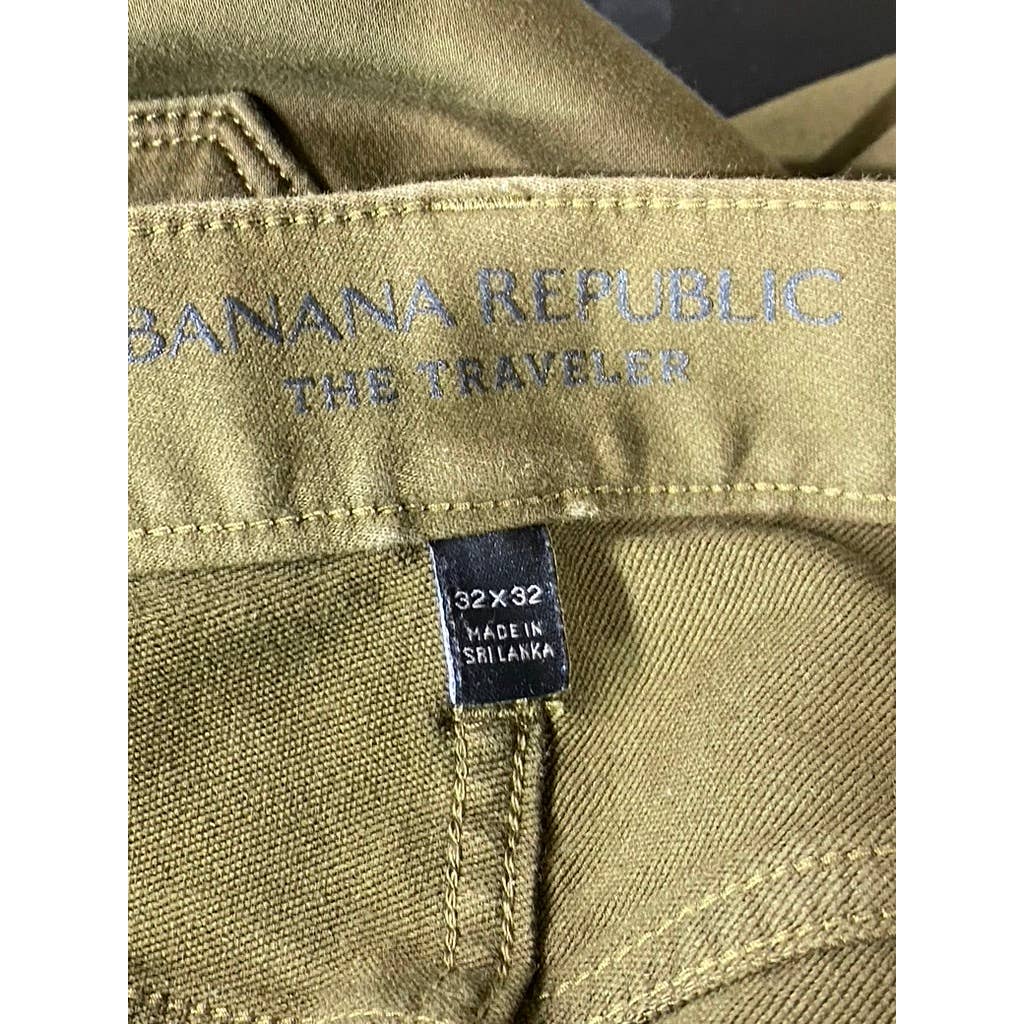 BANANA REPUBLIC
THE TRAVELER
32X32
MADE IN
SRI LANKA